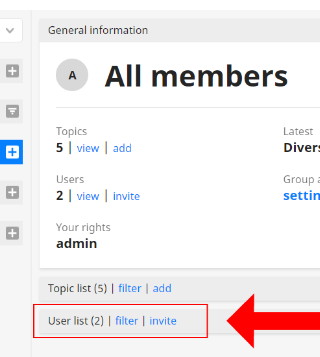 General information
A All members
Topics Latest
5 | view | add Divers
Users Group a
2 | view | invite settin
Your rights
admin
Topic list (5) | filter | add
User list (2) | filter | invite